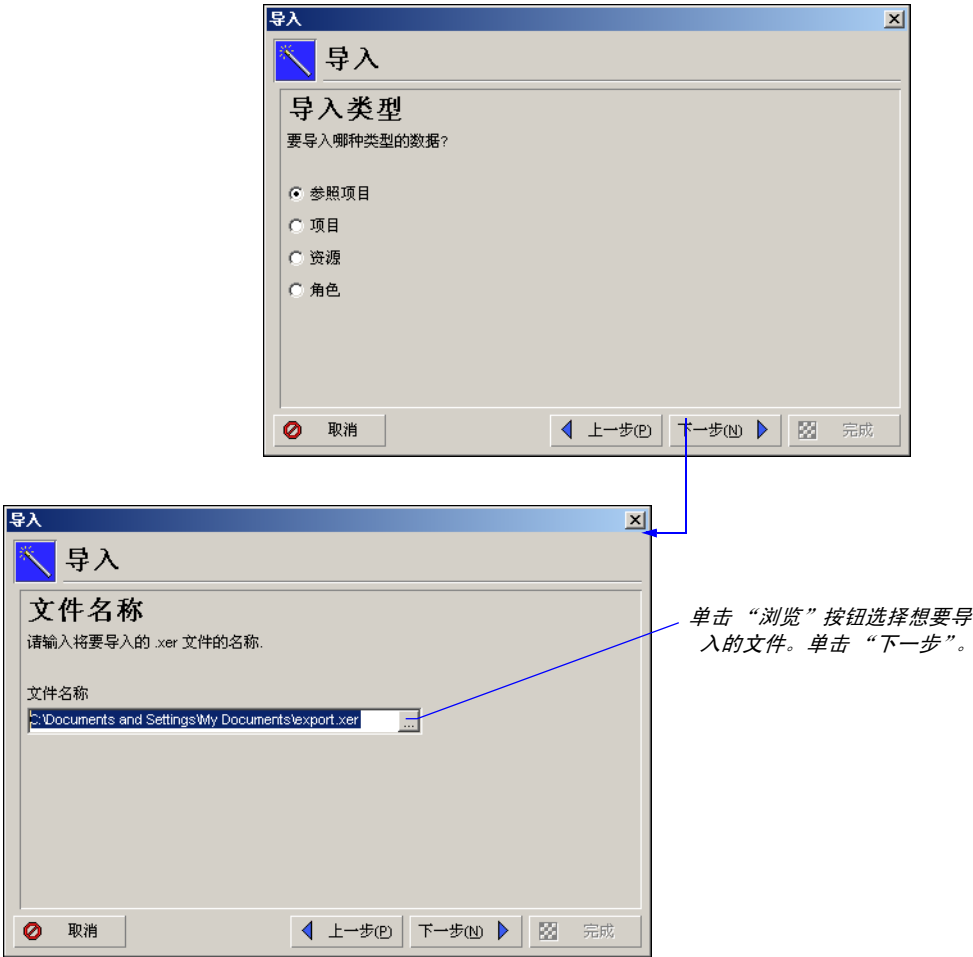 导入
导入
导入类型
要导入哪种类型的数据?
参照项目
项目
资源
角色
取消
上一步(P)
下一步(N)
完成
导入
导入
文件名称
请输入将要导入的 .xer 文件的名称.
文件名称
C:\Documents and Settings\My Documents\export.xer
...
单击 “浏览”按钮选择想要导
入的文件。单击 “下一步”。
取消
上一步(P)
下一步(N)
完成